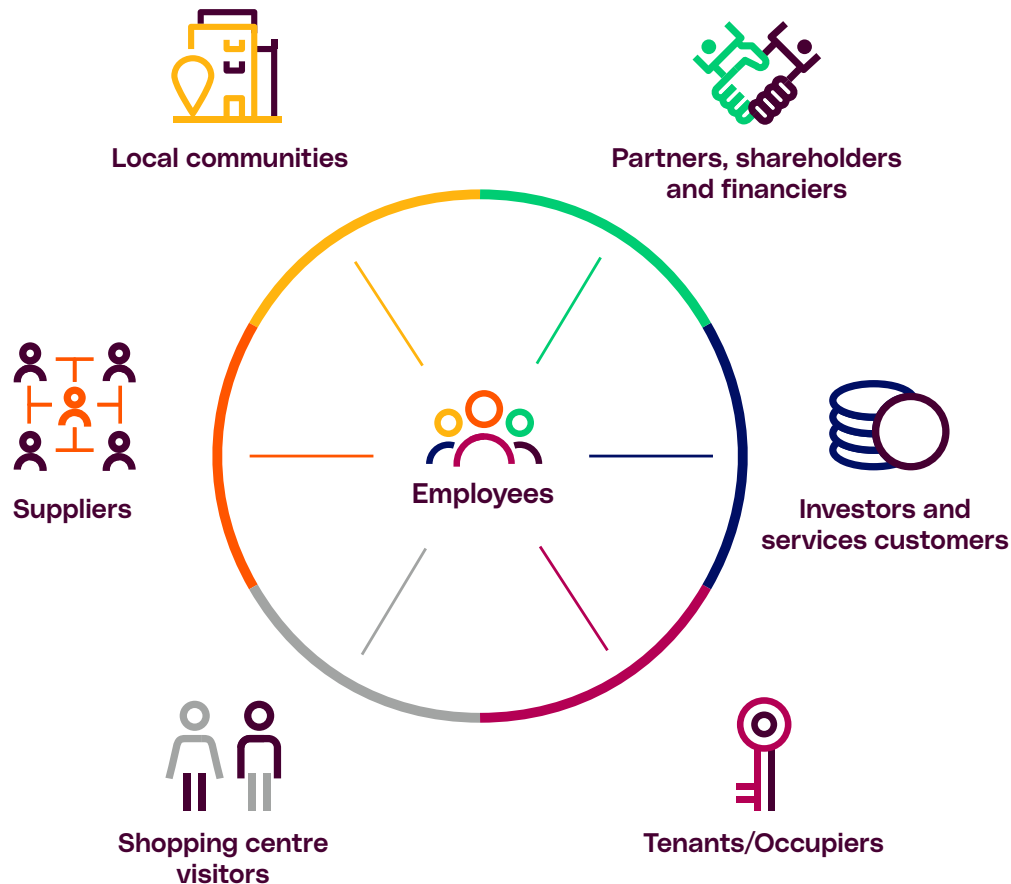 Local communities
Partners, shareholders
and financiers
Suppliers
Employees
Investors and
services customers
Shopping centre
visitors
Tenants/Occupiers